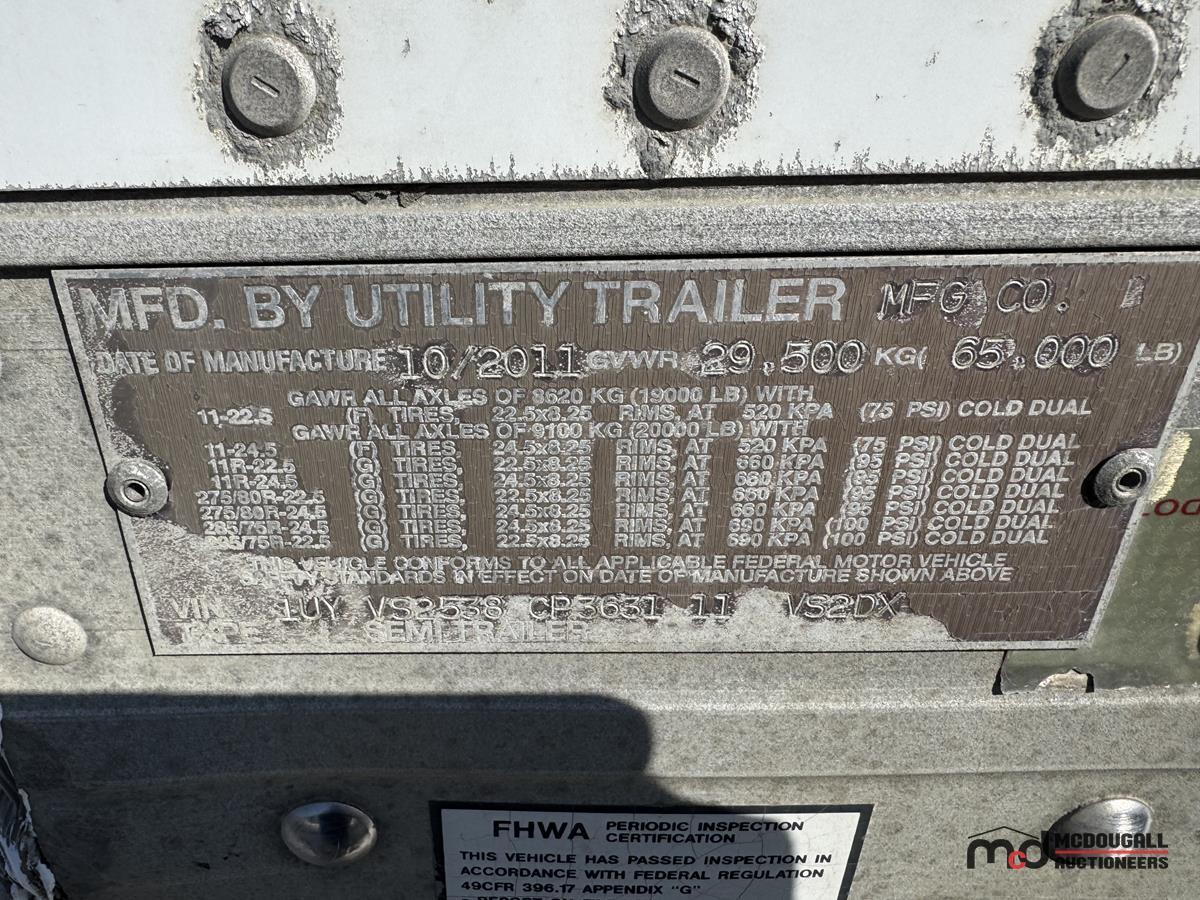 MFD. BY UTILITY TRAILER MFG CO.
DATE OF MANUFACTURE 10/2011 GVWR 29,500 KG( 65,000 LB)
GAWR ALL AXLES OF 8620 KG (19000 LB) WITH
11-22.5 (F) TIRES, 22.5x8.25 RIMS, AT 520 KPA (75 PSI) COLD DUAL
GAWR ALL AXLES OF 9100 KG (20000 LB) WITH
11-24.5 (F) TIRES, 24.5x8.25 RIMS, AT 520 KPA (75 PSI) COLD DUAL
11R-22.5 (G) TIRES, 22.5x8.25 RIMS, AT 660 KPA (95 PSI) COLD DUAL
11R-24.5 (G) TIRES, 24.5x8.25 RIMS, AT 660 KPA (95 PSI) COLD DUAL
275/80R-22.5 (G) TIRES, 22.5x8.25 RIMS, AT 660 KPA (95 PSI) COLD DUAL
275/80R-24.5 (G) TIRES, 24.5x8.25 RIMS, AT 660 KPA (95 PSI) COLD DUAL
285/75R-24.5 (G) TIRES, 24.5x8.25 RIMS, AT 690 KPA (100 PSI) COLD DUAL
295/75R-22.5 (G) TIRES, 22.5x8.25 RIMS, AT 690 KPA (100 PSI) COLD DUAL
THIS VEHICLE CONFORMS TO ALL APPLICABLE FEDERAL MOTOR VEHICLE
SAFETY STANDARDS IN EFFECT ON DATE OF MANUFACTURE SHOWN ABOVE
VIN 1UY VS2538 CP3631 11 VS2DX
TYPE SEMITRAILER
FHWA PERIODIC INSPECTION
CERTIFICATION
THIS VEHICLE HAS PASSED INSPECTION IN
ACCORDANCE WITH FEDERAL REGULATION
49CFR 396.17 APPENDIX "G"
mcd MCDOUGALL
AUCTIONEERS